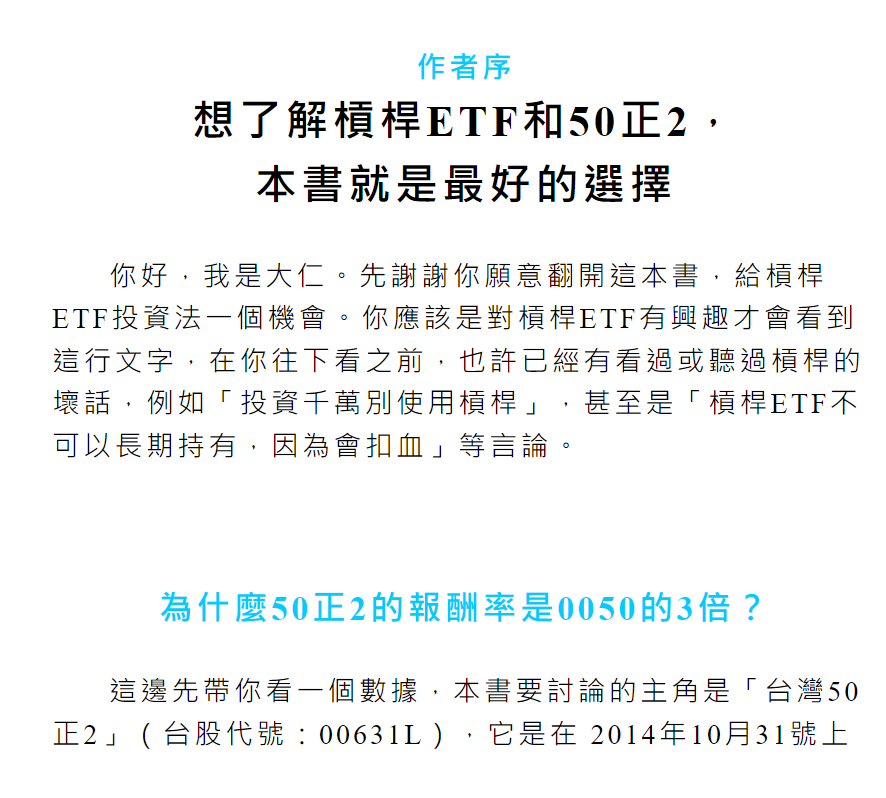 作者序
想了解槓桿ETF和50正2，
本書就是最好的選擇
你好，我是大仁。先謝謝你願意翻開這本書，給槓桿
ETF投資法一個機會。你應該是對槓桿ETF有興趣才會看到
這行文字，在你往下看之前，也許已經有看過或聽過槓桿的
壞話，例如「投資千萬別使用槓桿」，甚至是「槓桿ETF不
可以長期持有，因為會扣血」等言論。
為什麼50正2的報酬率是0050的3倍？
這邊先帶你看一個數據，本書要討論的主角是「台灣50
正2」（台股代號：00631L），它是在 2014年10月31號上